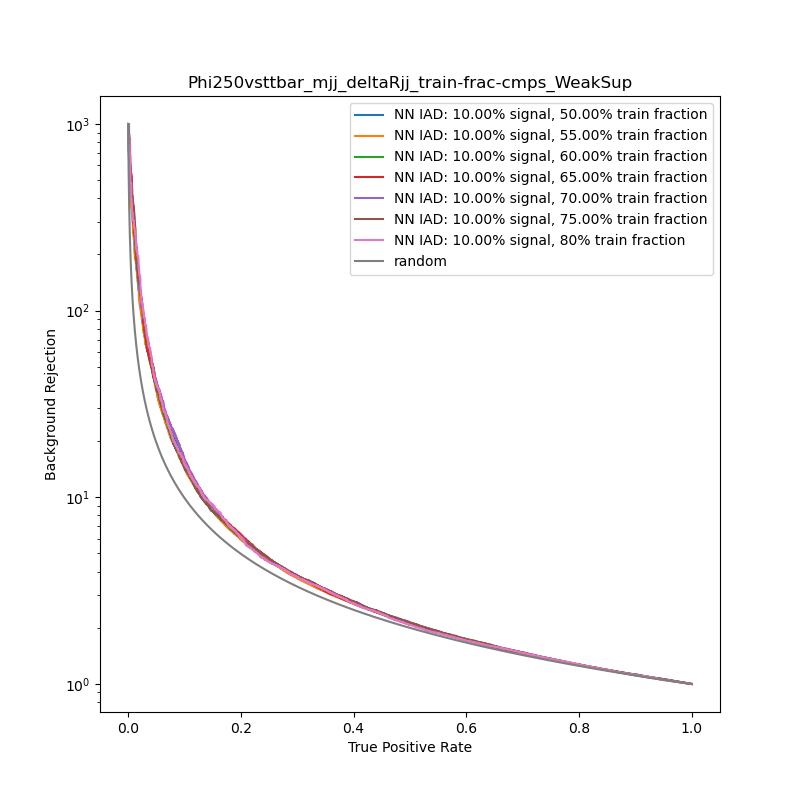 Phi250vsttbar_mjj_deltaRjj_train-frac-cmps_WeakSup
NN IAD: 10.00% signal, 50.00% train fraction
NN IAD: 10.00% signal, 55.00% train fraction
NN IAD: 10.00% signal, 60.00% train fraction
NN IAD: 10.00% signal, 65.00% train fraction
NN IAD: 10.00% signal, 70.00% train fraction
NN IAD: 10.00% signal, 75.00% train fraction
NN IAD: 10.00% signal, 80% train fraction
random
Background Rejection
10³
10²
10¹
10⁰
0.0 0.2 0.4 0.6 0.8 1.0
True Positive Rate